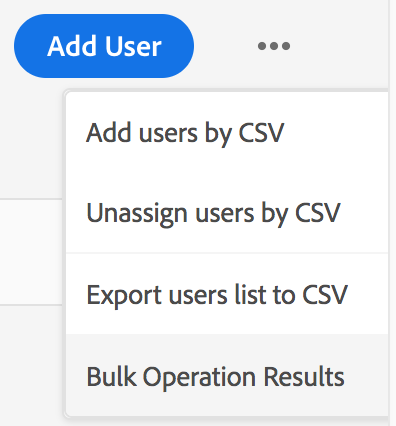 Add User
Add users by CSV
Unassign users by CSV
Export users list to CSV
Bulk Operation Results